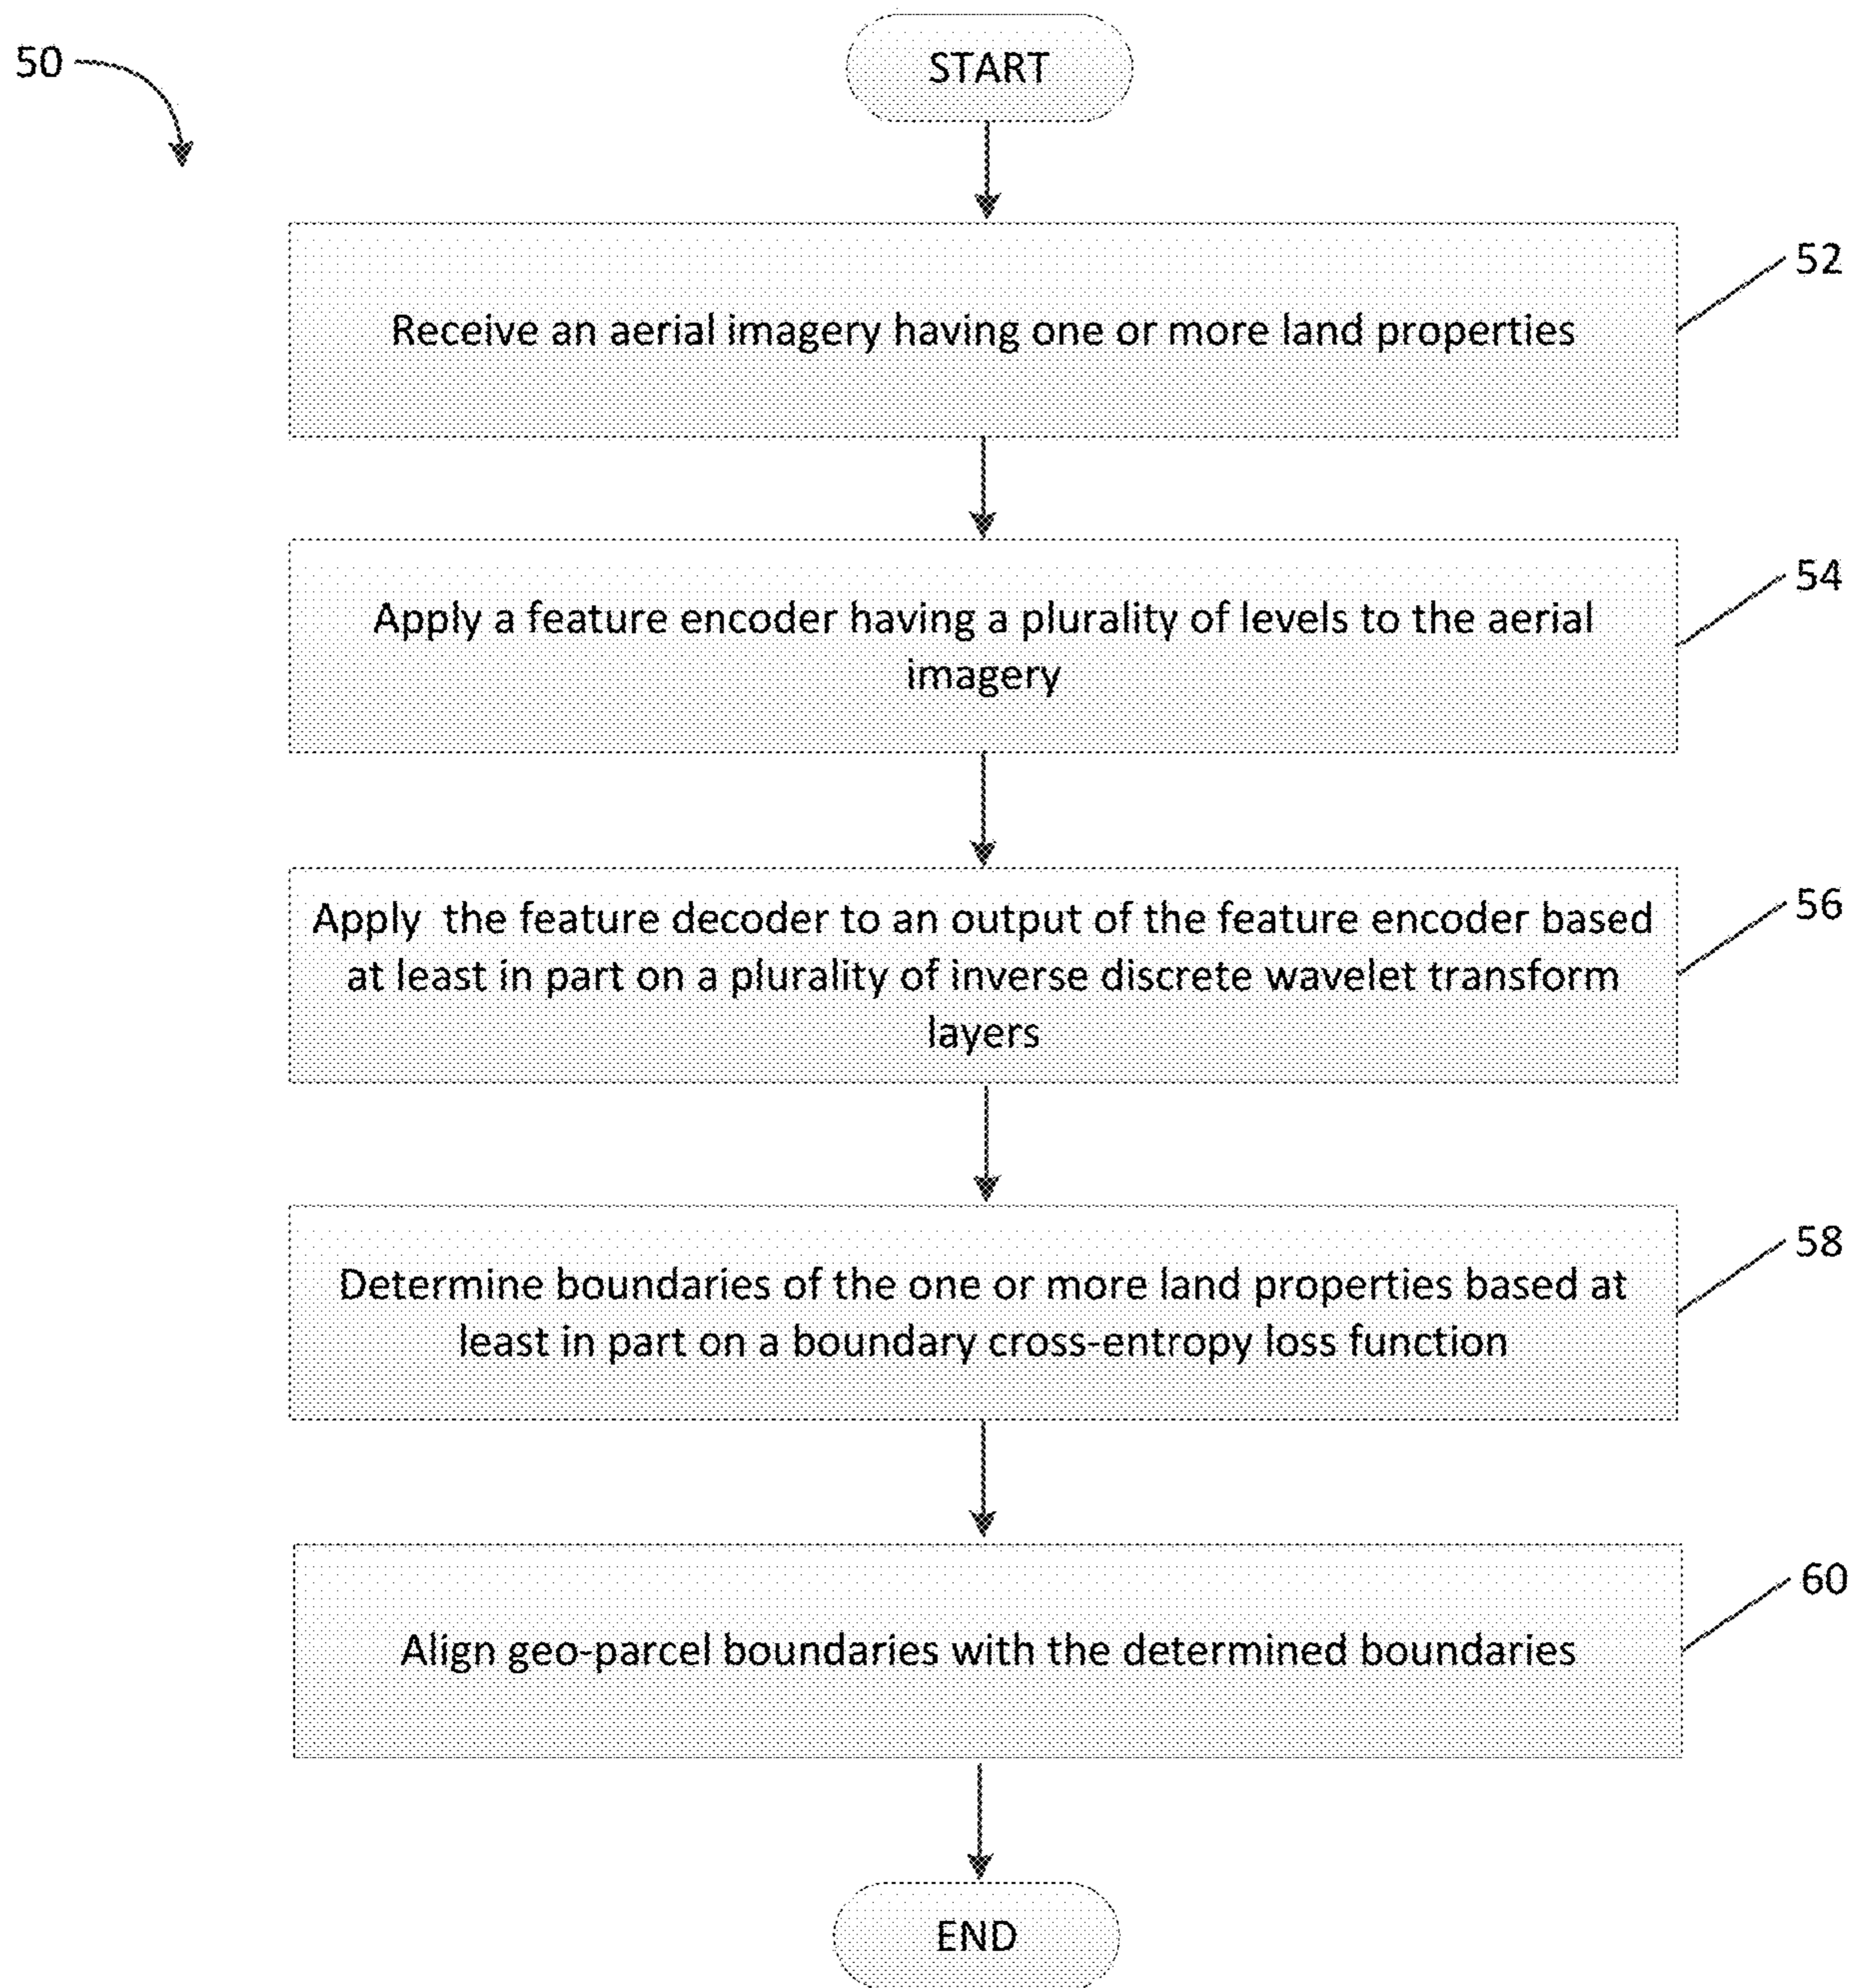 50
START
52
Receive an aerial imagery having one or more land properties
54
Apply a feature encoder having a plurality of levels to the aerial
imagery
56
Apply the feature decoder to an output of the feature encoder based
at least in part on a plurality of inverse discrete wavelet transform
layers
58
Determine boundaries of the one or more land properties based at
least in part on a boundary cross-entropy loss function
60
Align geo-parcel boundaries with the determined boundaries
END